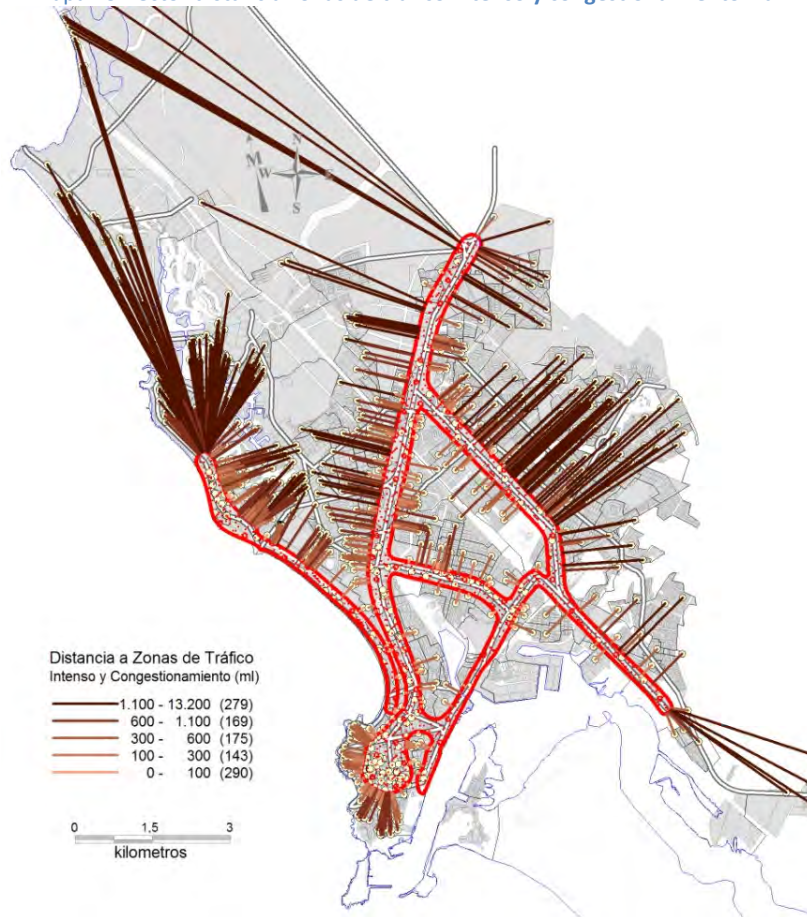 N
M
W E
S
Distancia a Zonas de Tráfico
Intenso y Congestionamiento (ml)
1.100 - 13.200 (279)
600 - 1.100 (169)
300 - 600 (175)
100 - 300 (143)
0 - 100 (290)
0 1,5 3
kilometros